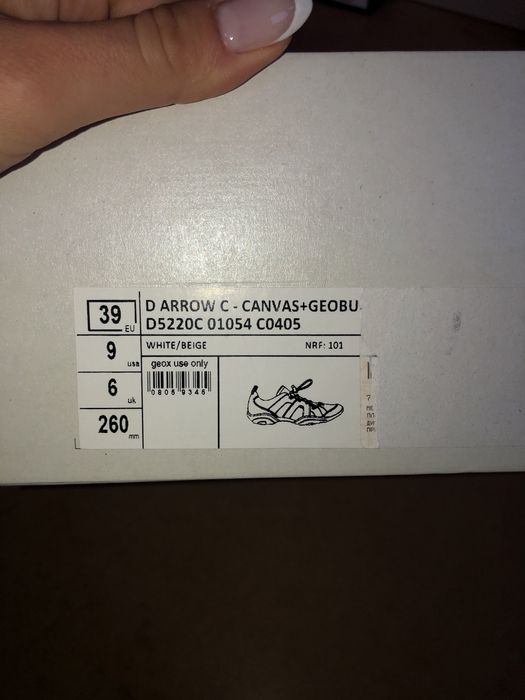 39 EU
D ARROW C - CANVAS+GEOBU
D5220C 01054 C0405
9 usa
WHITE/BEIGE NRF: 101
geox use only
6 uk
260 mm
?
НЕ